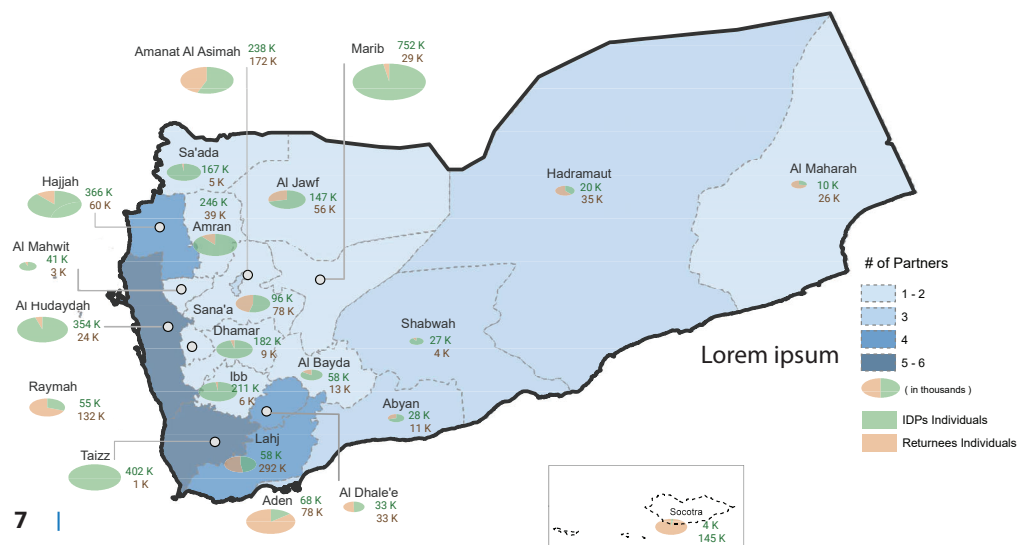 Amanat Al Asimah
238 K
172 K
Marib
752 K
29 K
Sa'ada
167 K
5 K
Hajjah
366 K
60 K
Al Jawf
147 K
56 K
246 K
39 K
Amran
Hadramaut
20 K
35 K
Al Maharah
10 K
26 K
Al Mahwit
41 K
3 K
Al Hudaydah
354 K
24 K
Sana'a
96 K
78 K
Dhamar
182 K
9 K
Shabwah
27 K
4 K
Ibb
211 K
6 K
Al Bayda
58 K
13 K
Raymah
55 K
132 K
Abyan
28 K
11 K
Taizz
402 K
1 K
Lahj
58 K
292 K
Aden
68 K
78 K
Al Dhale'e
33 K
33 K
Socotra
4 K
145 K
Lorem ipsum
# of Partners
1 - 2
3
4
5 - 6
( in thousands )
IDPs Individuals
Returnees Individuals
7 |